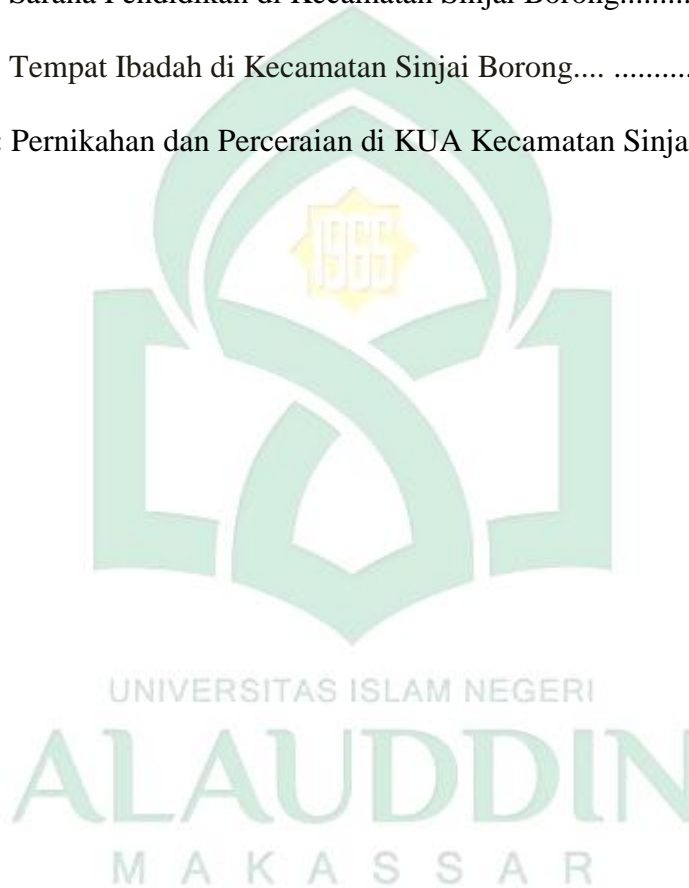 Sarana Pendidikan di Kecamatan Sinjai Borong..........
Tempat Ibadah di Kecamatan Sinjai Borong.... ..........
: Pernikahan dan Perceraian di KUA Kecamatan Sinja
1965
UNIVERSITAS ISLAM NEGERI
ALAUDDIN
MAKASSAR